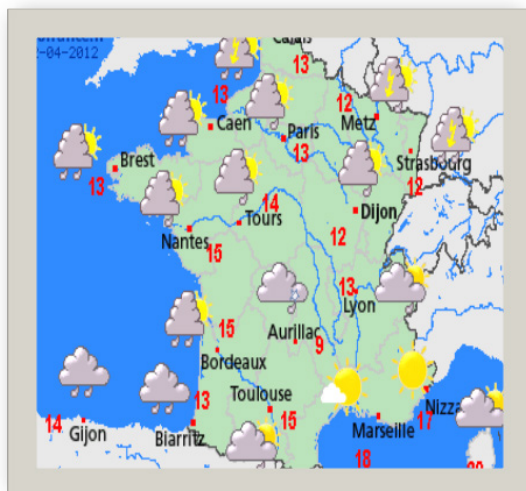 2-04-2012
Calais
13
13
Caen
12
Metz
Paris
13
Strasbourg
12
Brest
13
14
Tours
Dijon
12
Nantes
15
13
Lyon
15
Aurillac
9
Bordeaux
Toulouse
15
13
14
Gijon
Biarritz
Nizza
17
Marseille
18
20